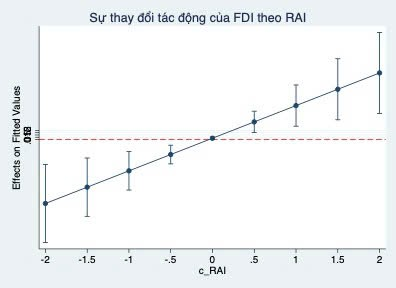 Sự thay đổi tác động của FDI theo RAI
Effects on Fitted Values
-2 -1.5 -1 -.5 0 .5 1 1.5 2
c_RAI